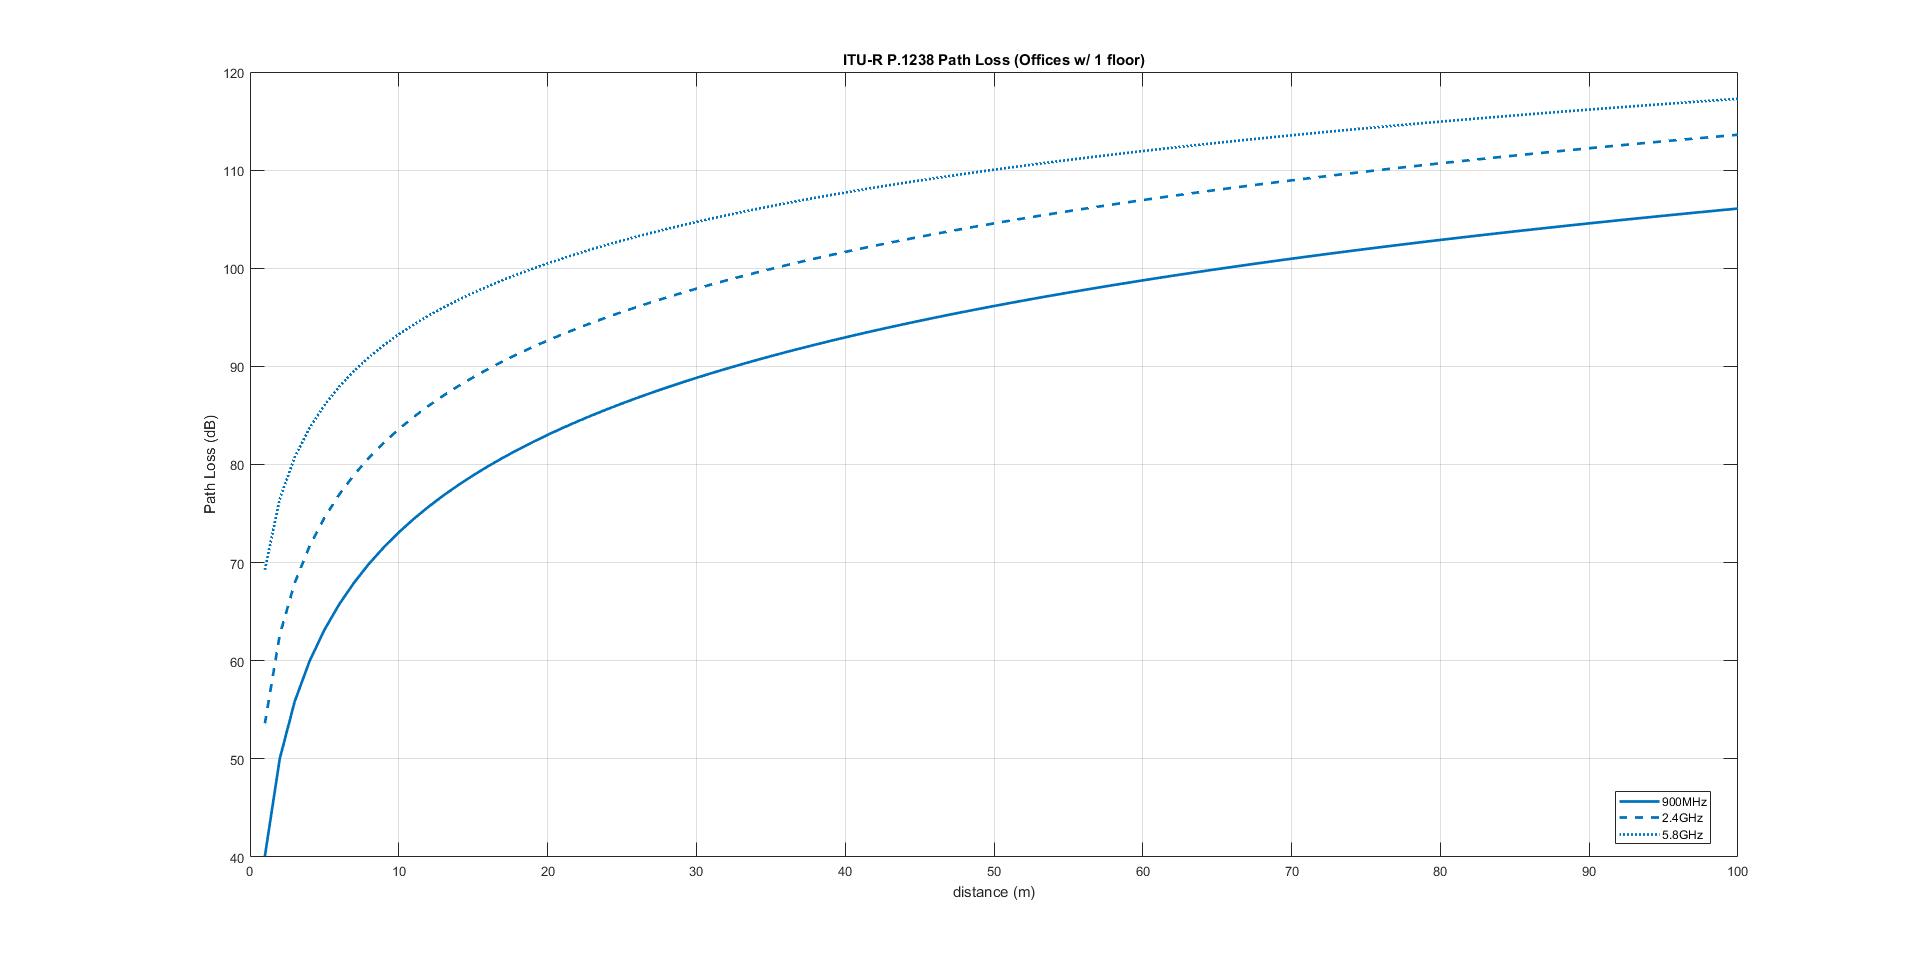 ITU-R P.1238 Path Loss (Offices w/ 1 floor)
120
110
100
90
80
70
60
50
40
Path Loss (dB)
0 10 20 30 40 50 60 70 80 90 100
distance (m)
900MHz
2.4GHz
5.8GHz